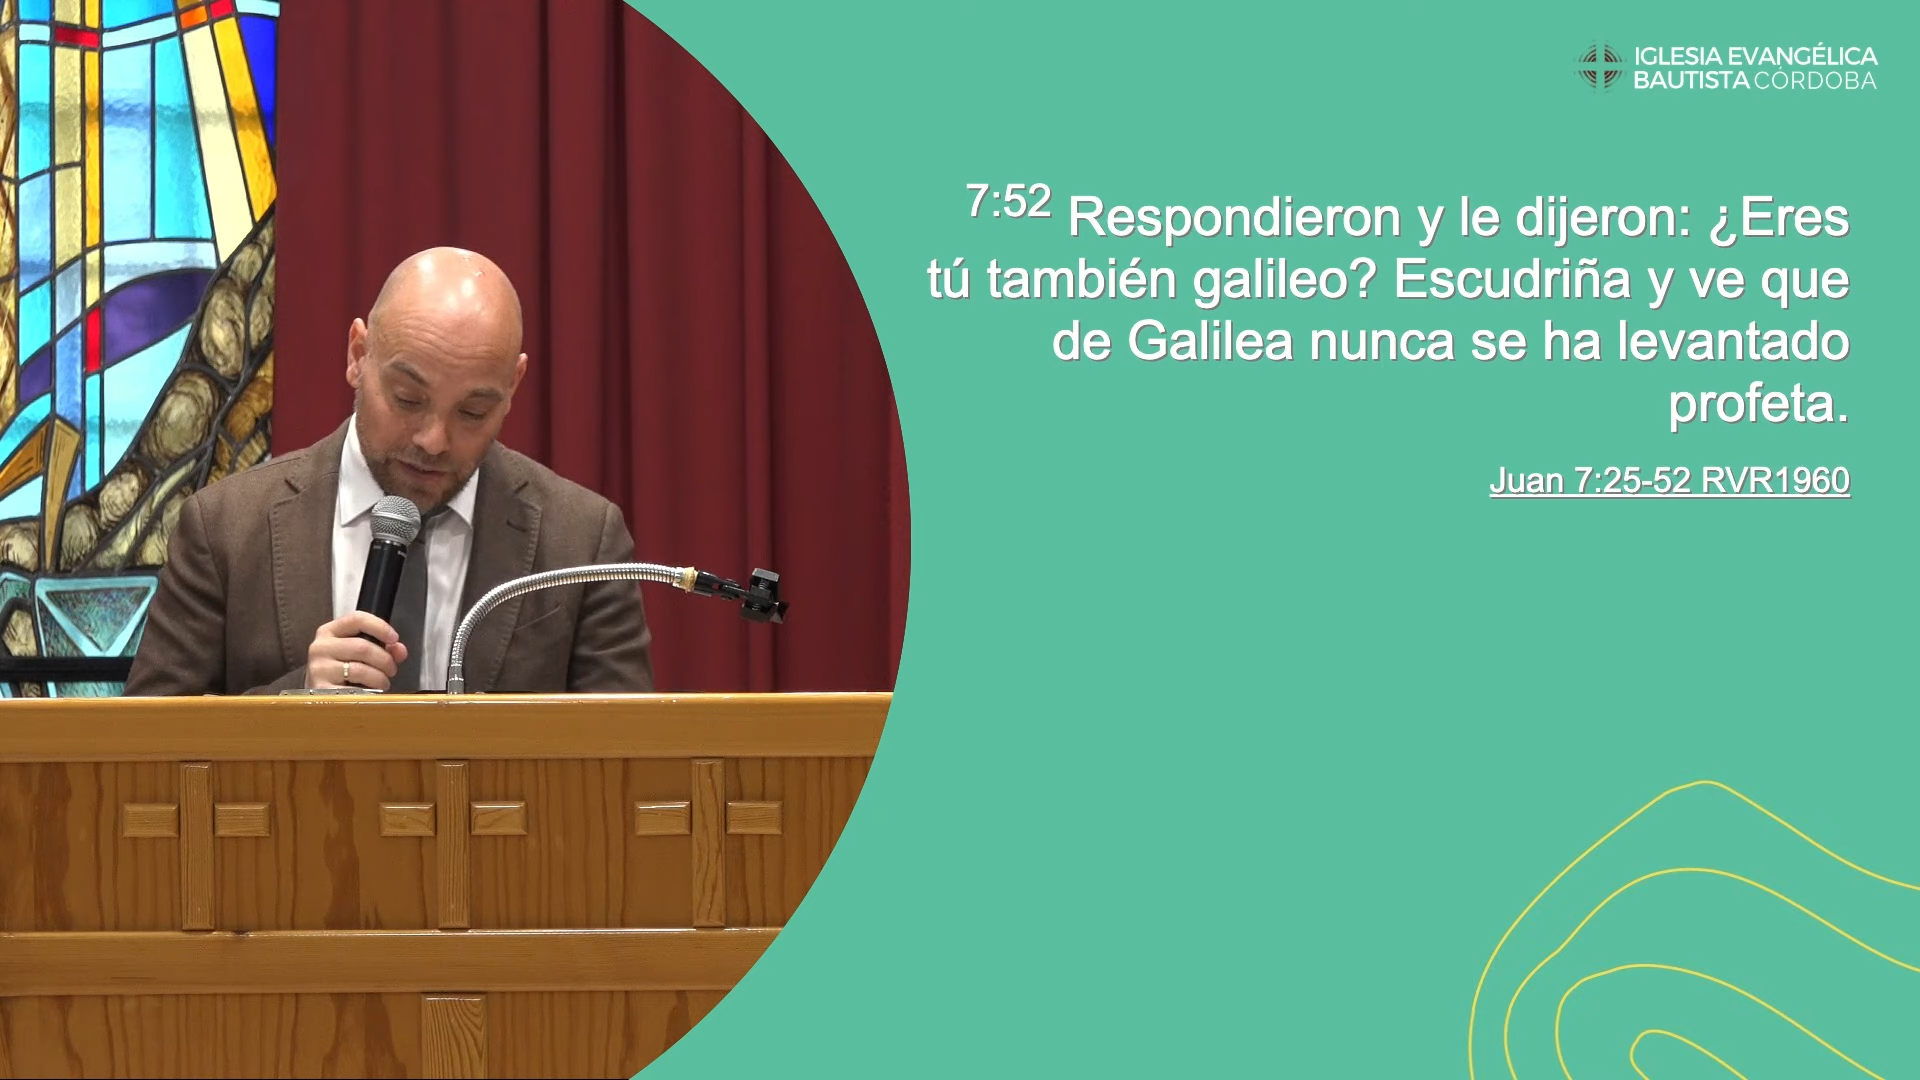 IGLESIA EVANGÉLICA
BAUTISTA CÓRDOBA
7:52 Respondieron y le dijeron: ¿Eres
tú también galileo? Escudriña y ve que
de Galilea nunca se ha levantado
profeta.
Juan 7:25-52 RVR1960